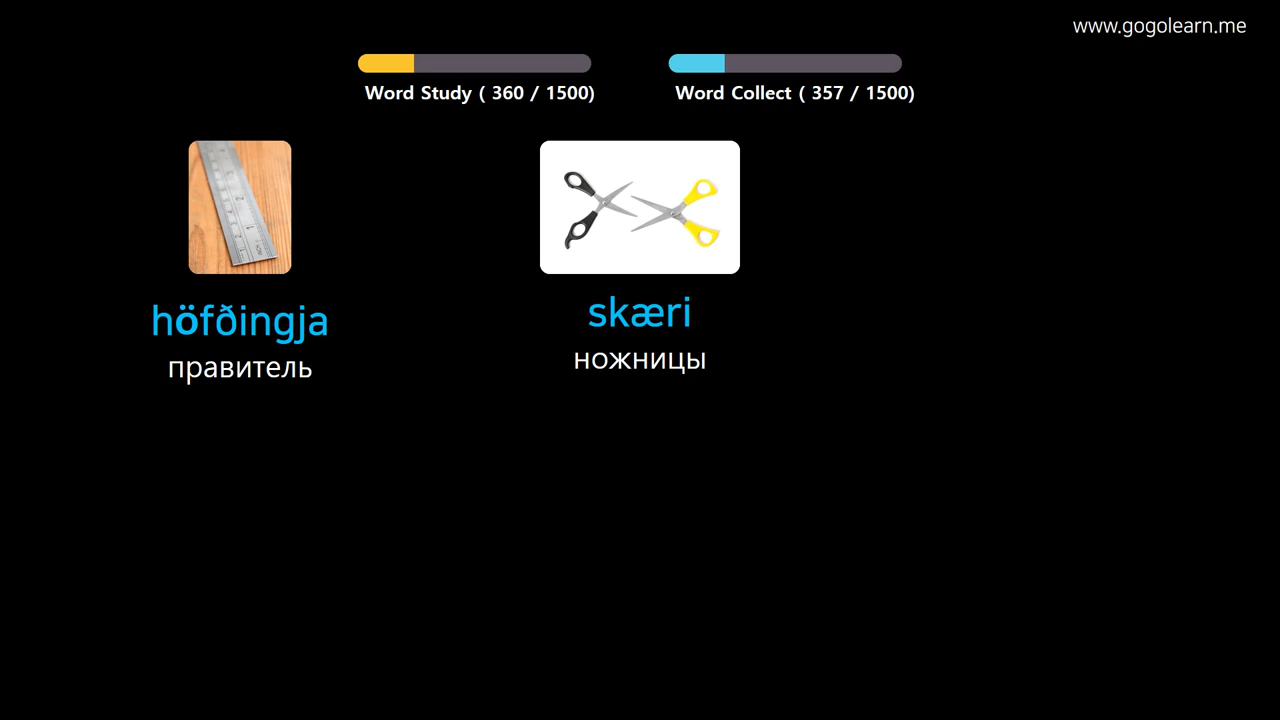 www.gogolearn.me
Word Study ( 360 / 1500)
Word Collect ( 357 / 1500)
höfðingja
правитель
skæri
ножницы